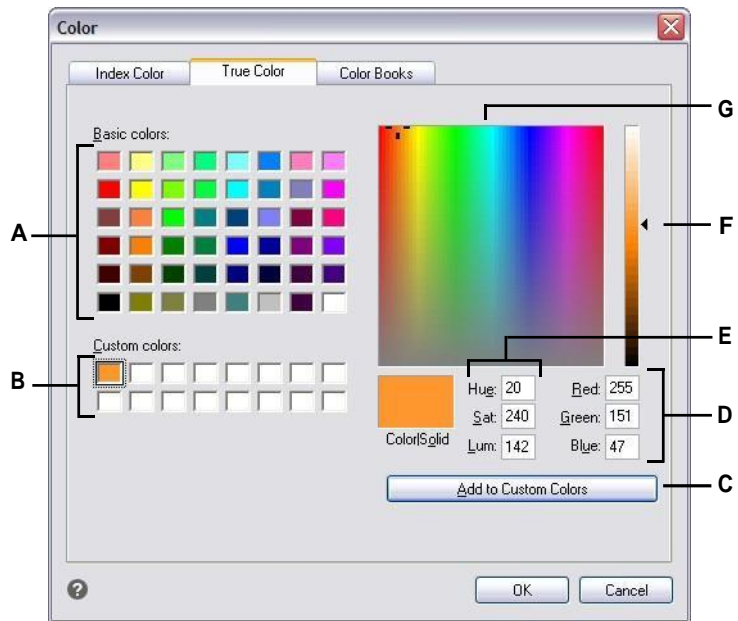 Color
Index Color True Color Color Books
G
Basic colors:
A
F
E
Custom colors:
B
Hue: 20 Red: 255
Sat: 240 Green: 151
D
Color|Solid
Lum: 142 Blue: 47
Add to Custom Colors
C
OK Cancel